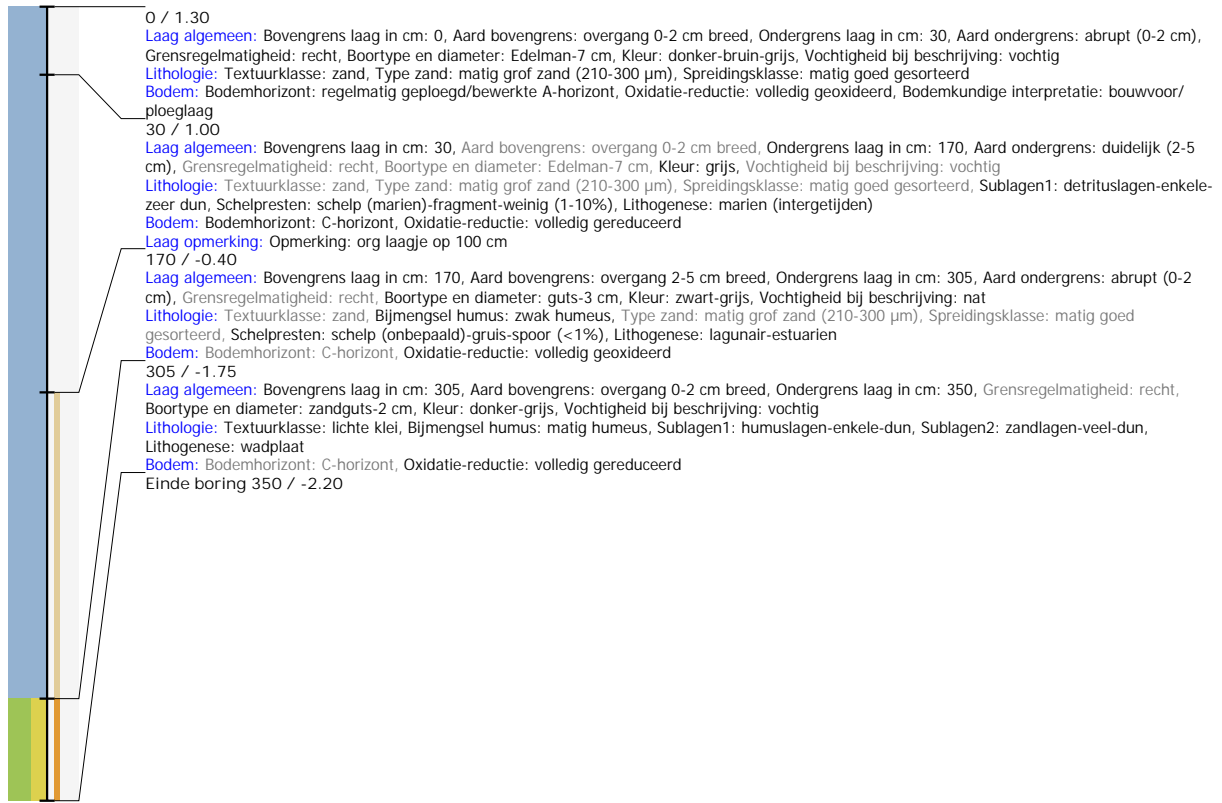 0 / 1.30
Laag algemeen: Bovengrens laag in cm: 0, Aard bovengrens: overgang 0-2 cm breed, Ondergrens laag in cm: 30, Aard ondergrens: abrupt (0-2 cm),
Grensregelmatigheid: recht, Boortype en diameter: Edelman-7 cm, Kleur: donker-bruin-grijs, Vochtigheid bij beschrijving: vochtig
Lithologie: Textuurklasse: zand, Type zand: matig grof zand (210-300 µm), Spreidingsklasse: matig goed gesorteerd
Bodem: Bodemhorizont: regelmatig geploegd/bewerkte A-horizont, Oxidatie-reductie: volledig geoxideerd, Bodemkundige interpretatie: bouwvoor/
ploeglaag
30 / 1.00
Laag algemeen: Bovengrens laag in cm: 30, Aard bovengrens: overgang 0-2 cm breed, Ondergrens laag in cm: 170, Aard ondergrens: duidelijk (2-5
cm), Grensregelmatigheid: recht, Boortype en diameter: Edelman-7 cm, Kleur: grijs, Vochtigheid bij beschrijving: vochtig
Lithologie: Textuurklasse: zand, Type zand: matig grof zand (210-300 µm), Spreidingsklasse: matig goed gesorteerd, Sublagen1: detrituslagen-enkele-
zeer dun, Schelpresten: schelp (marien)-fragment-weinig (1-10%), Lithogenese: marien (intergetijden)
Bodem: Bodemhorizont: C-horizont, Oxidatie-reductie: volledig gereduceerd
Laag opmerking: Opmerking: org laagje op 100 cm
170 / -0.40
Laag algemeen: Bovengrens laag in cm: 170, Aard bovengrens: overgang 2-5 cm breed, Ondergrens laag in cm: 305, Aard ondergrens: abrupt (0-2
cm), Grensregelmatigheid: recht, Boortype en diameter: guts-3 cm, Kleur: zwart-grijs, Vochtigheid bij beschrijving: nat
Lithologie: Textuurklasse: zand, Bijmengsel humus: zwak humeus, Type zand: matig grof zand (210-300 µm), Spreidingsklasse: matig goed
gesorteerd, Schelpresten: schelp (onbepaald)-gruis-spoor (<1%), Lithogenese: lagunair-estuarien
Bodem: Bodemhorizont: C-horizont, Oxidatie-reductie: volledig geoxideerd
305 / -1.75
Laag algemeen: Bovengrens laag in cm: 305, Aard bovengrens: overgang 0-2 cm breed, Ondergrens laag in cm: 350, Grensregelmatigheid: recht,
Boortype en diameter: zandguts-2 cm, Kleur: donker-grijs, Vochtigheid bij beschrijving: vochtig
Lithologie: Textuurklasse: lichte klei, Bijmengsel humus: matig humeus, Sublagen1: humuslagen-enkele-dun, Sublagen2: zandlagen-veel-dun,
Lithogenese: wadplaat
Bodem: Bodemhorizont: C-horizont, Oxidatie-reductie: volledig gereduceerd
Einde boring 350 / -2.20